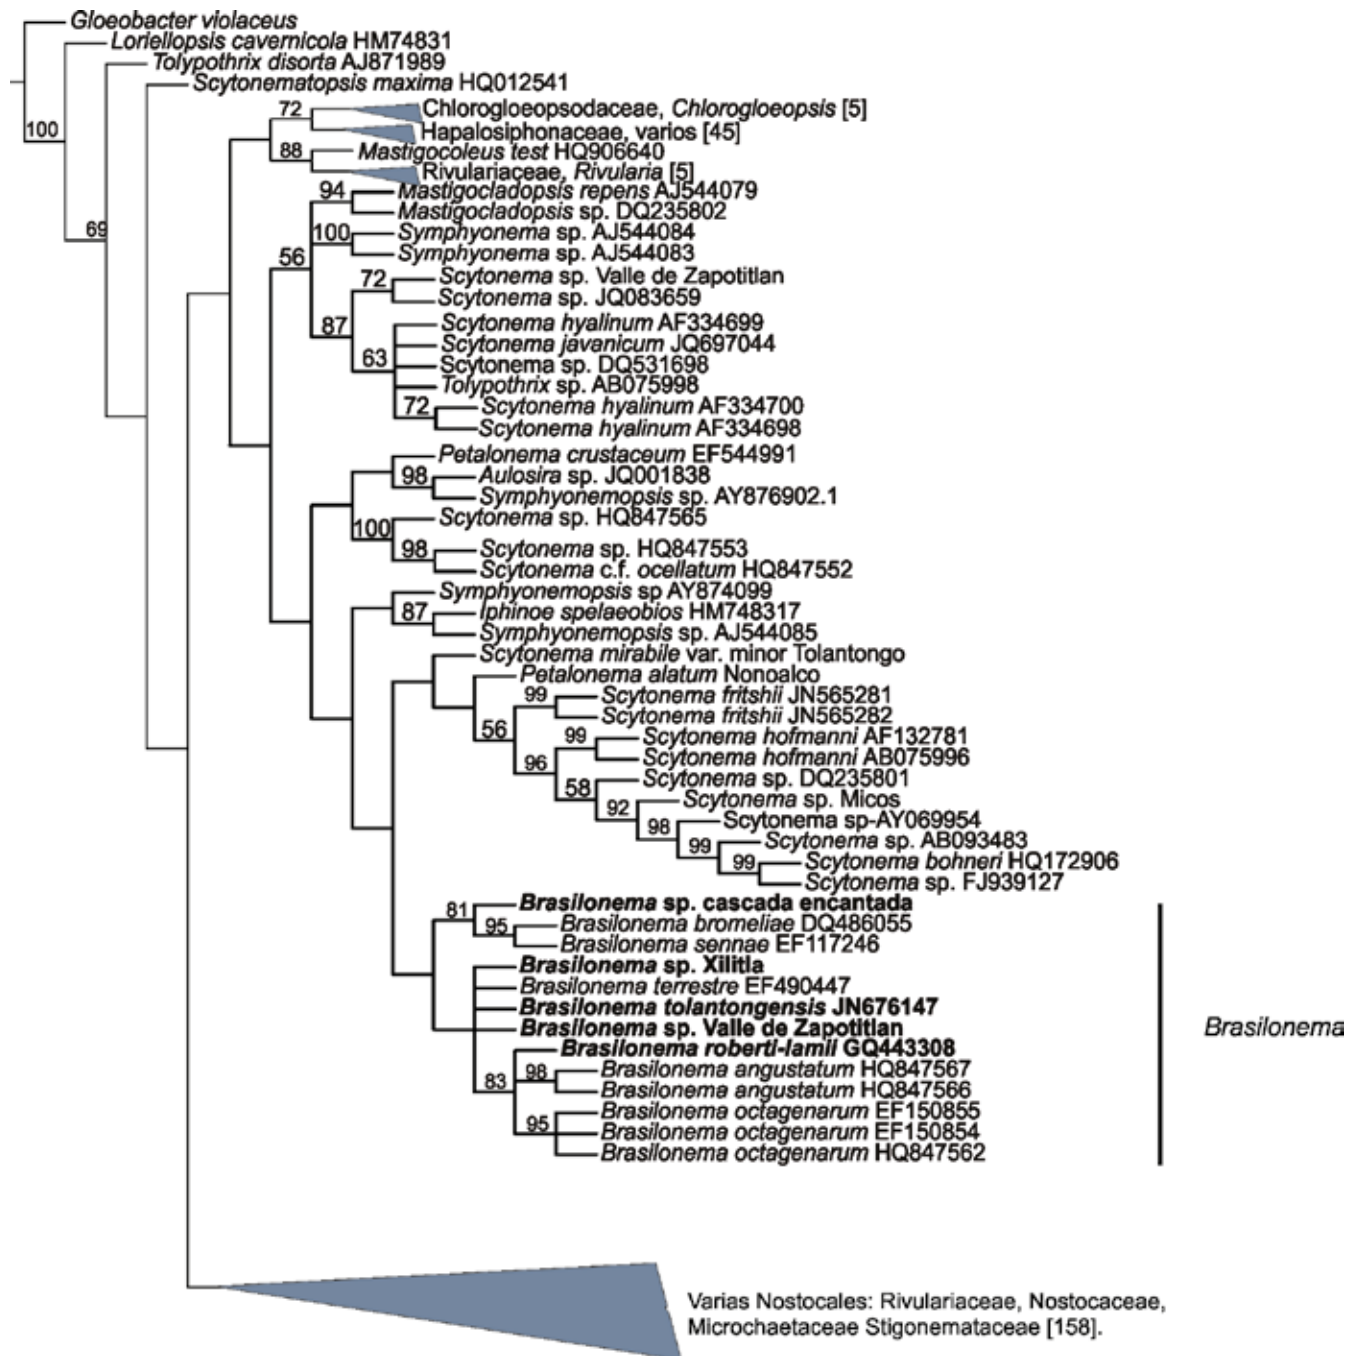 Gloeobacter violaceus
Loriellopsis cavernicola HM74831
Tolypothrix disorta AJ871989
Scytonematopsis maxima HQ012541
72
Chlorogloeopsodaceae, Chlorogloeopsis [5]
100
Hapalosiphonaceae, varios [45]
88
Mastigocoleus test HQ906640
Rivulariaceae, Rivularia [5]
94
Mastigocladopsis repens AJ544079
Mastigocladopsis sp. DQ235802
69
100
Symphyonema sp. AJ544084
Symphyonema sp. AJ544083
56
72
Scytonema sp. Valle de Zapotitlan
Scytonema sp. JQ083659
87
Scytonema hyalinum AF334699
Scytonema javanicum JQ697044
63
Scytonema sp. DQ531698
Tolypothrix sp. AB075998
72
Scytonema hyalinum AF334700
Scytonema hyalinum AF334698
Petalonema crustaceum EF544991
98
Aulosira sp. JQ001838
Symphyonemopsis sp. AY876902.1
Scytonema sp. HQ847565
100
98
Scytonema sp. HQ847553
Scytonema c.f. ocellatum HQ847552
Symphyonemopsis sp AY874099
87
Iphinoe spelaeobios HM748317
Symphyonemopsis sp. AJ544085
Scytonema mirabile var. minor Tolantongo
Petalonema alatum Nonoalco
99
Scytonema fritshii JN565281
Scytonema fritshii JN565282
56
99
Scytonema hofmanni AF132781
Scytonema hofmanni AB075996
96
Scytonema sp. DQ235801
58
Scytonema sp. Micos
92
Scytonema sp-AY069954
98
Scytonema sp. AB093483
99
Scytonema bohneri HQ172906
99
Scytonema sp. FJ939127
81
Brasilonema sp. cascada encantada
95
Brasilonema bromeliae DQ486055
Brasilonema sennae EF117246
Brasilonema sp. Xilitla
Brasilonema terrestre EF490447
Brasilonema tolantongensis JN676147
Brasilonema sp. Valle de Zapotitlan
Brasilonema
Brasilonema roberti-lamii GQ443308
83
98
Brasilonema angustatum HQ847567
Brasilonema angustatum HQ847566
Brasilonema octagenarum EF150855
95
Brasilonema octagenarum EF150854
Brasilonema octagenarum HQ847562
Varias Nostocales: Rivulariaceae, Nostocaceae,
Microchaetaceae Stigonemataceae [158].